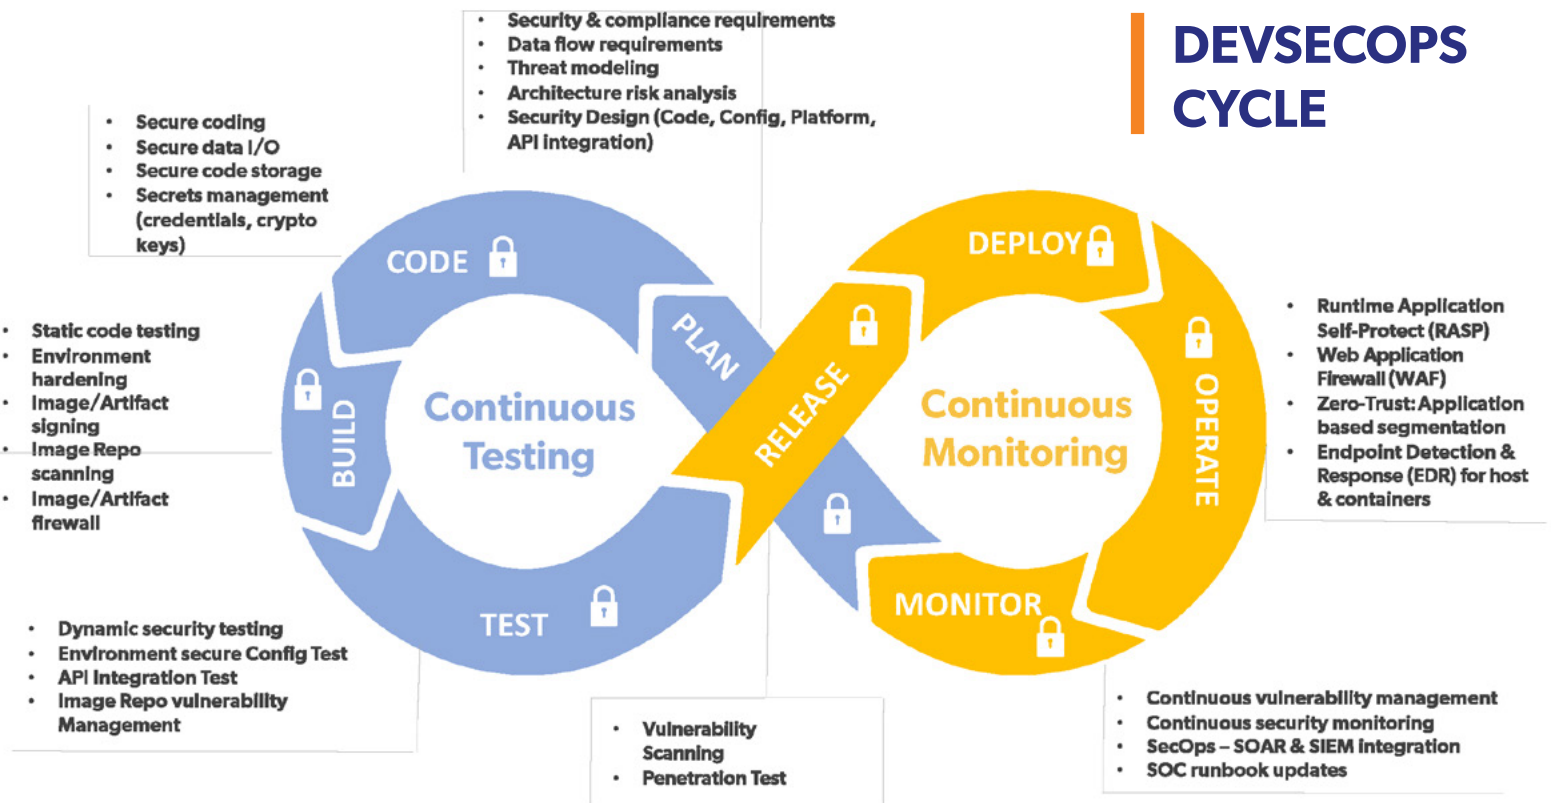 • Security & compliance requirements
• Data flow requirements
• Threat modeling
• Architecture risk analysis
• Security Design (Code, Config, Platform,
API integration)
DEVSECOPS
CYCLE
• Secure coding
• Secure data I/O
• Secure code storage
• Secrets management
(credentials, crypto
keys)
CODE
DEPLOY
PLAN
RELEASE
BUILD
OPERATE
TEST
MONITOR
Continuous
Testing
Continuous
Monitoring
• Static code testing
• Environment
hardening
• Image/Artifact
signing
• Image Repo
scanning
• Image/Artifact
firewall
• Runtime Application
Self-Protect (RASP)
• Web Application
Firewall (WAF)
• Zero-Trust: Application
based segmentation
• Endpoint Detection &
Response (EDR) for host
& containers
• Dynamic security testing
• Environment secure Config Test
• API Integration Test
• Image Repo vulnerability
Management
• Vulnerability
Scanning
• Penetration Test
• Continuous vulnerability management
• Continuous security monitoring
• SecOps – SOAR & SIEM integration
• SOC runbook updates